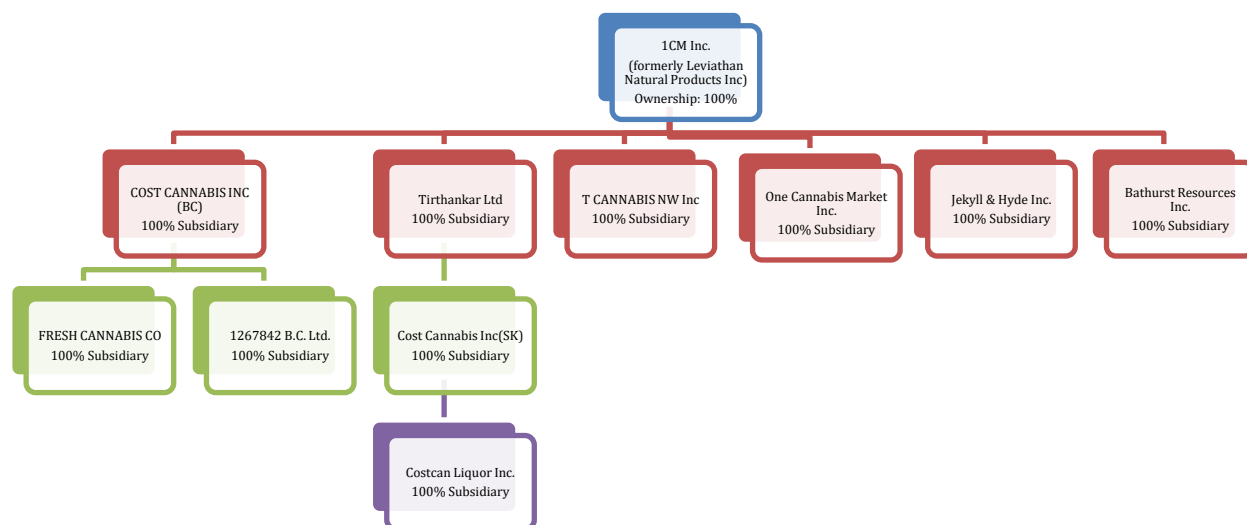 1CM Inc.
(formerly Leviathan
Natural Products Inc)
Ownership: 100%
COST CANNABIS INC
(BC)
100% Subsidiary
Tirthankar Ltd
100% Subsidiary
T CANNABIS NW Inc
100% Subsidiary
One Cannabis Market
Inc.
100% Subsidiary
Jekyll & Hyde Inc.
100% Subsidiary
Bathurst Resources
Inc.
100% Subsidiary
FRESH CANNABIS CO
100% Subsidiary
1267842 B.C. Ltd.
100% Subsidiary
Cost Cannabis Inc(SK)
100% Subsidiary
Costcan Liquor Inc.
100% Subsidiary